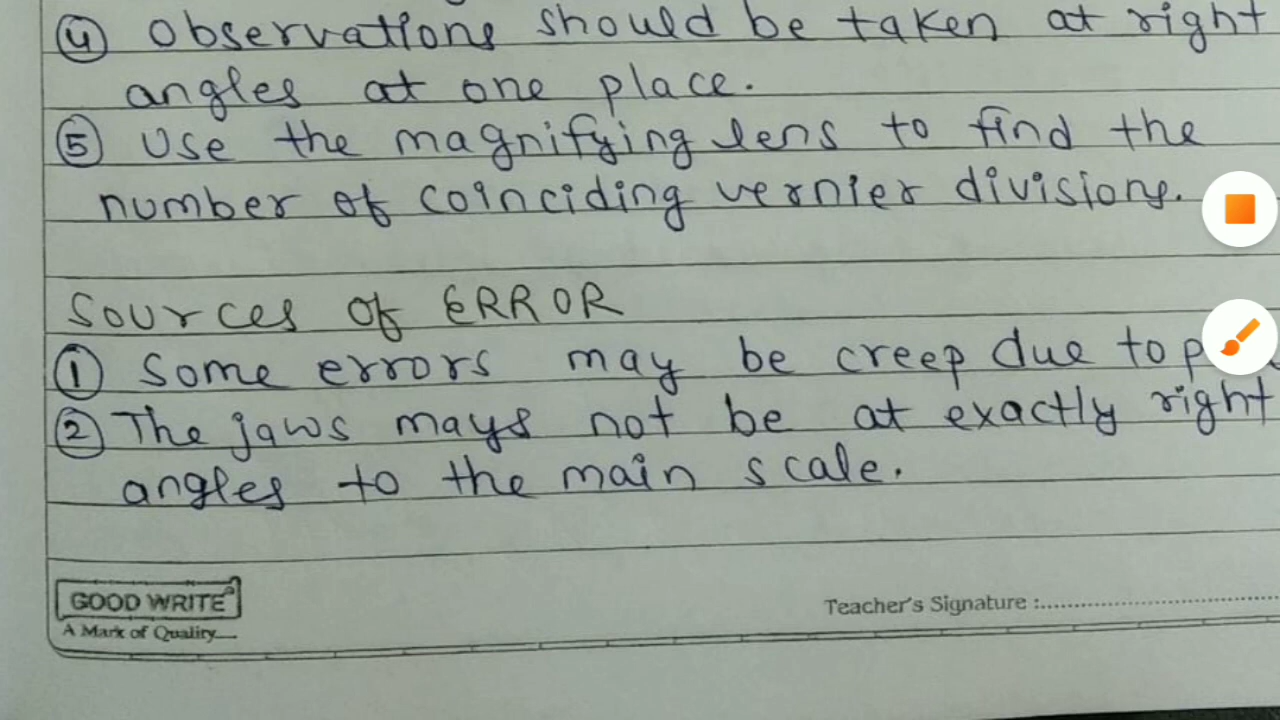 ④ Observations should be taken at right
angles at one place.
⑤ Use the magnifying lens to find the
number of coinciding vernier divisions.
Sources of ERROR
① Some errors may be creep due to
② The jaws mays not be at exactly right
angles to the main scale.
GOOD WRITE
A Mark of Quality
Teacher's Signature :..............................